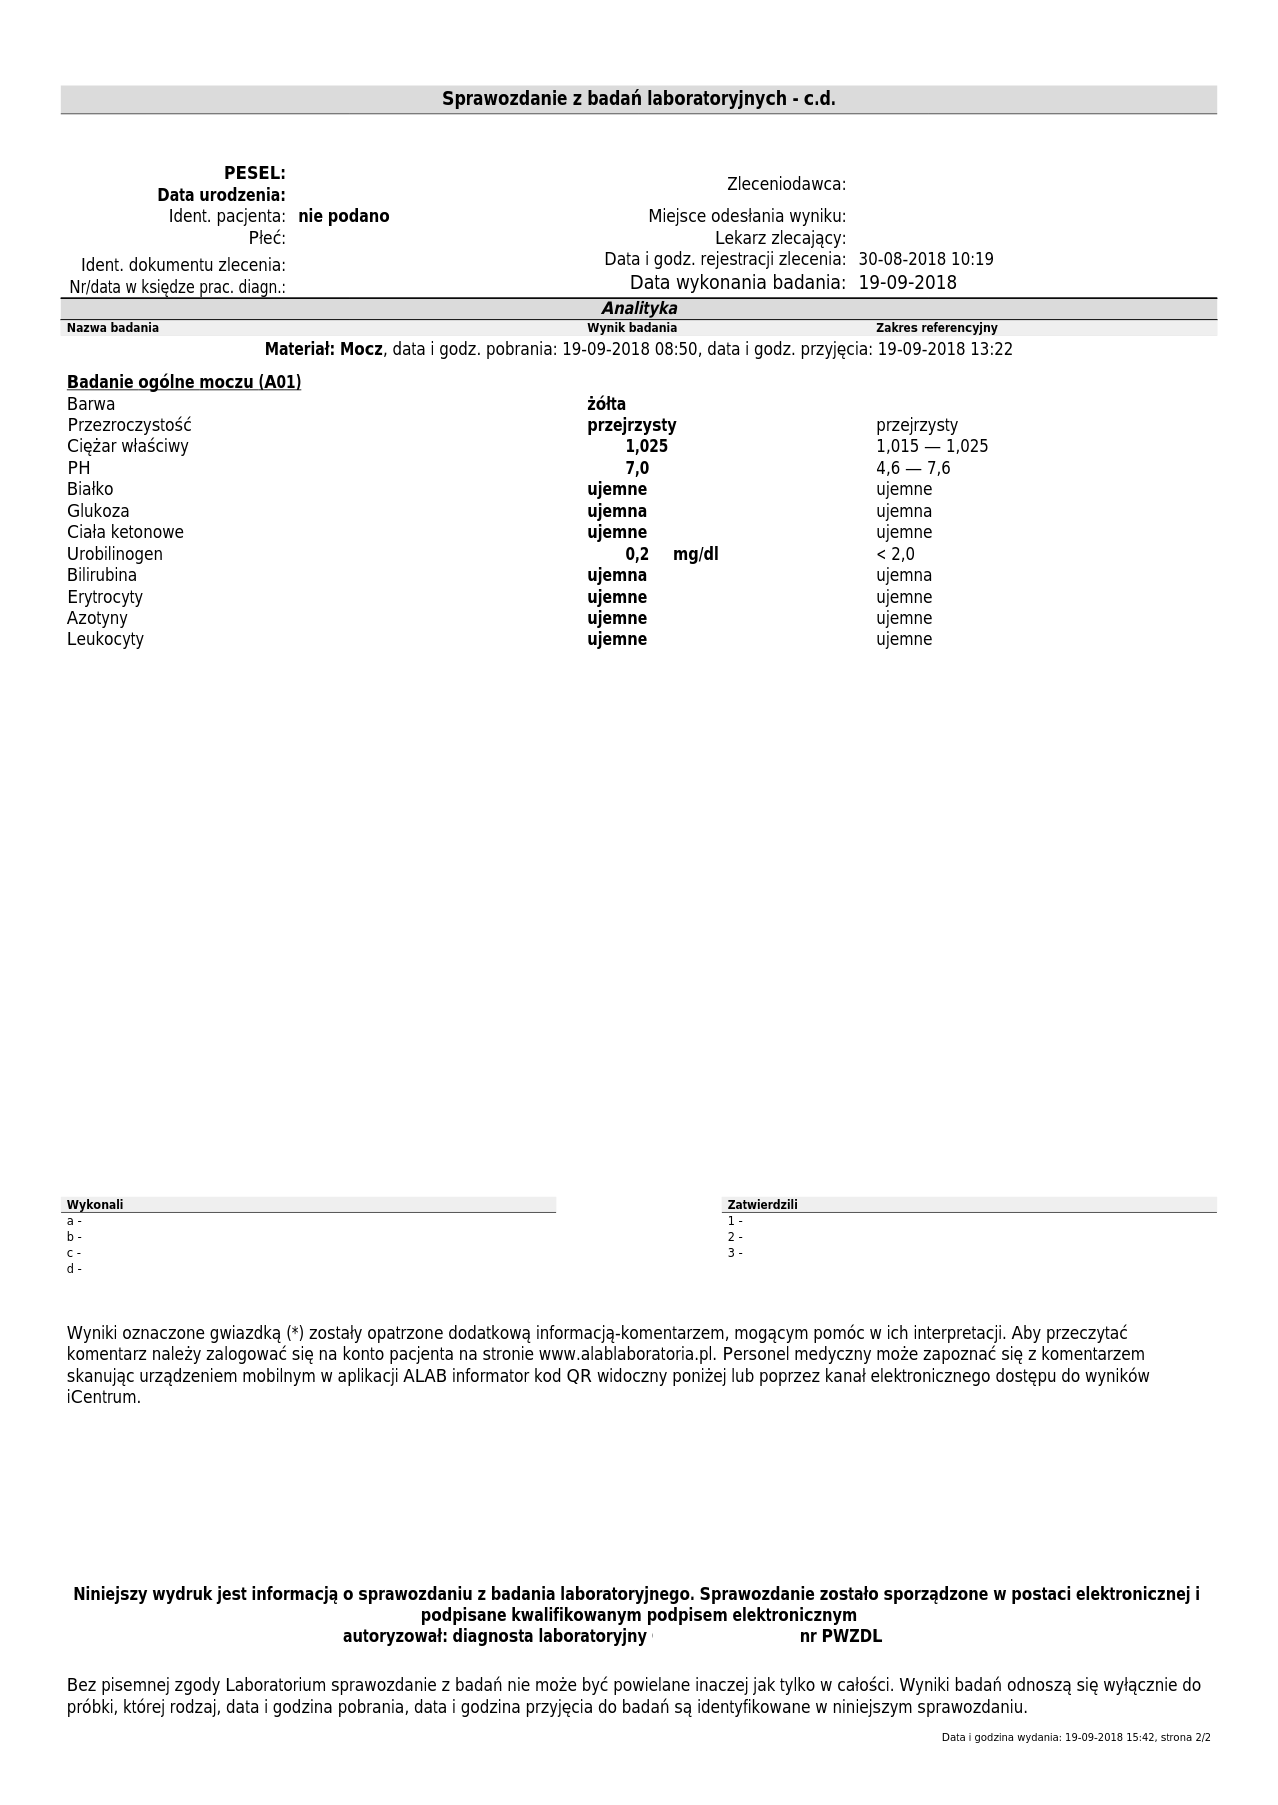 Sprawozdanie z badań laboratoryjnych - c.d.
PESEL:
Data urodzenia:
Ident. pacjenta: nie podano
Płeć:
Ident. dokumentu zlecenia:
Nr/data w księdze prac. diagn.:
Zleceniodawca:
Miejsce odesłania wyniku:
Lekarz zlecający:
Data i godz. rejestracji zlecenia: 30-08-2018 10:19
Data wykonania badania: 19-09-2018
Analityka
Nazwa badania Wynik badania Zakres referencyjny
Materiał: Mocz, data i godz. pobrania: 19-09-2018 08:50, data i godz. przyjęcia: 19-09-2018 13:22
Badanie ogólne moczu (A01)
Barwa żółta
Przezroczystość przejrzysty przejrzysty
Ciężar właściwy 1,025 1,015 — 1,025
PH 7,0 4,6 — 7,6
Białko ujemne ujemne
Glukoza ujemna ujemna
Ciała ketonowe ujemne ujemne
Urobilinogen 0,2 mg/dl < 2,0
Bilirubina ujemna ujemna
Erytrocyty ujemne ujemne
Azotyny ujemne ujemne
Leukocyty ujemne ujemne
Wykonali
a -
b -
c -
d -
Zatwierdzili
1 -
2 -
3 -
Wyniki oznaczone gwiazdką (*) zostały opatrzone dodatkową informacją-komentarzem, mogącym pomóc w ich interpretacji. Aby przeczytać
komentarz należy zalogować się na konto pacjenta na stronie www.alablaboratoria.pl. Personel medyczny może zapoznać się z komentarzem
skanując urządzeniem mobilnym w aplikacji ALAB informator kod QR widoczny poniżej lub poprzez kanał elektronicznego dostępu do wyników
iCentrum.
Niniejszy wydruk jest informacją o sprawozdaniu z badania laboratoryjnego. Sprawozdanie zostało sporządzone w postaci elektronicznej i
podpisane kwalifikowanym podpisem elektronicznym
autoryzował: diagnosta laboratoryjny nr PWZDL
Bez pisemnej zgody Laboratorium sprawozdanie z badań nie może być powielane inaczej jak tylko w całości. Wyniki badań odnoszą się wyłącznie do
próbki, której rodzaj, data i godzina pobrania, data i godzina przyjęcia do badań są identyfikowane w niniejszym sprawozdaniu.
Data i godzina wydania: 19-09-2018 15:42, strona 2/2